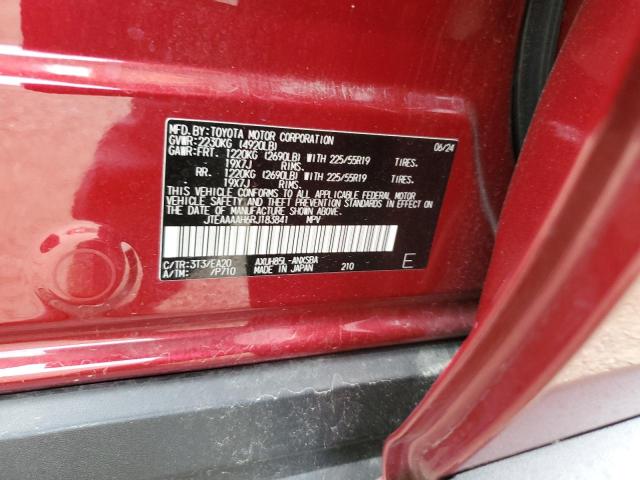 MFD.BY:TOYOTA MOTOR CORPORATION 06/24
GVWR:2230KG (4920LB)
GAWR:FRT. 1220KG (2690LB) WITH 225/55R19 TIRES.
19X7J RIMS.
RR. 1220KG (2690LB) WITH 225/55R19 TIRES.
19X7J RIMS.
THIS VEHICLE CONFORMS TO ALL APPLICABLE FEDERAL MOTOR
VEHICLE SAFETY AND THEFT PREVENTION STANDARDS IN EFFECT
ON THE DATE OF MANUFACTURE SHOWN ABOVE.
JTEAAAAH6RJ183841 MPV
C/TR:3T3/EA20 AXUH85L-ANXSBA
A/TM: /P710 MADE IN JAPAN 210 E